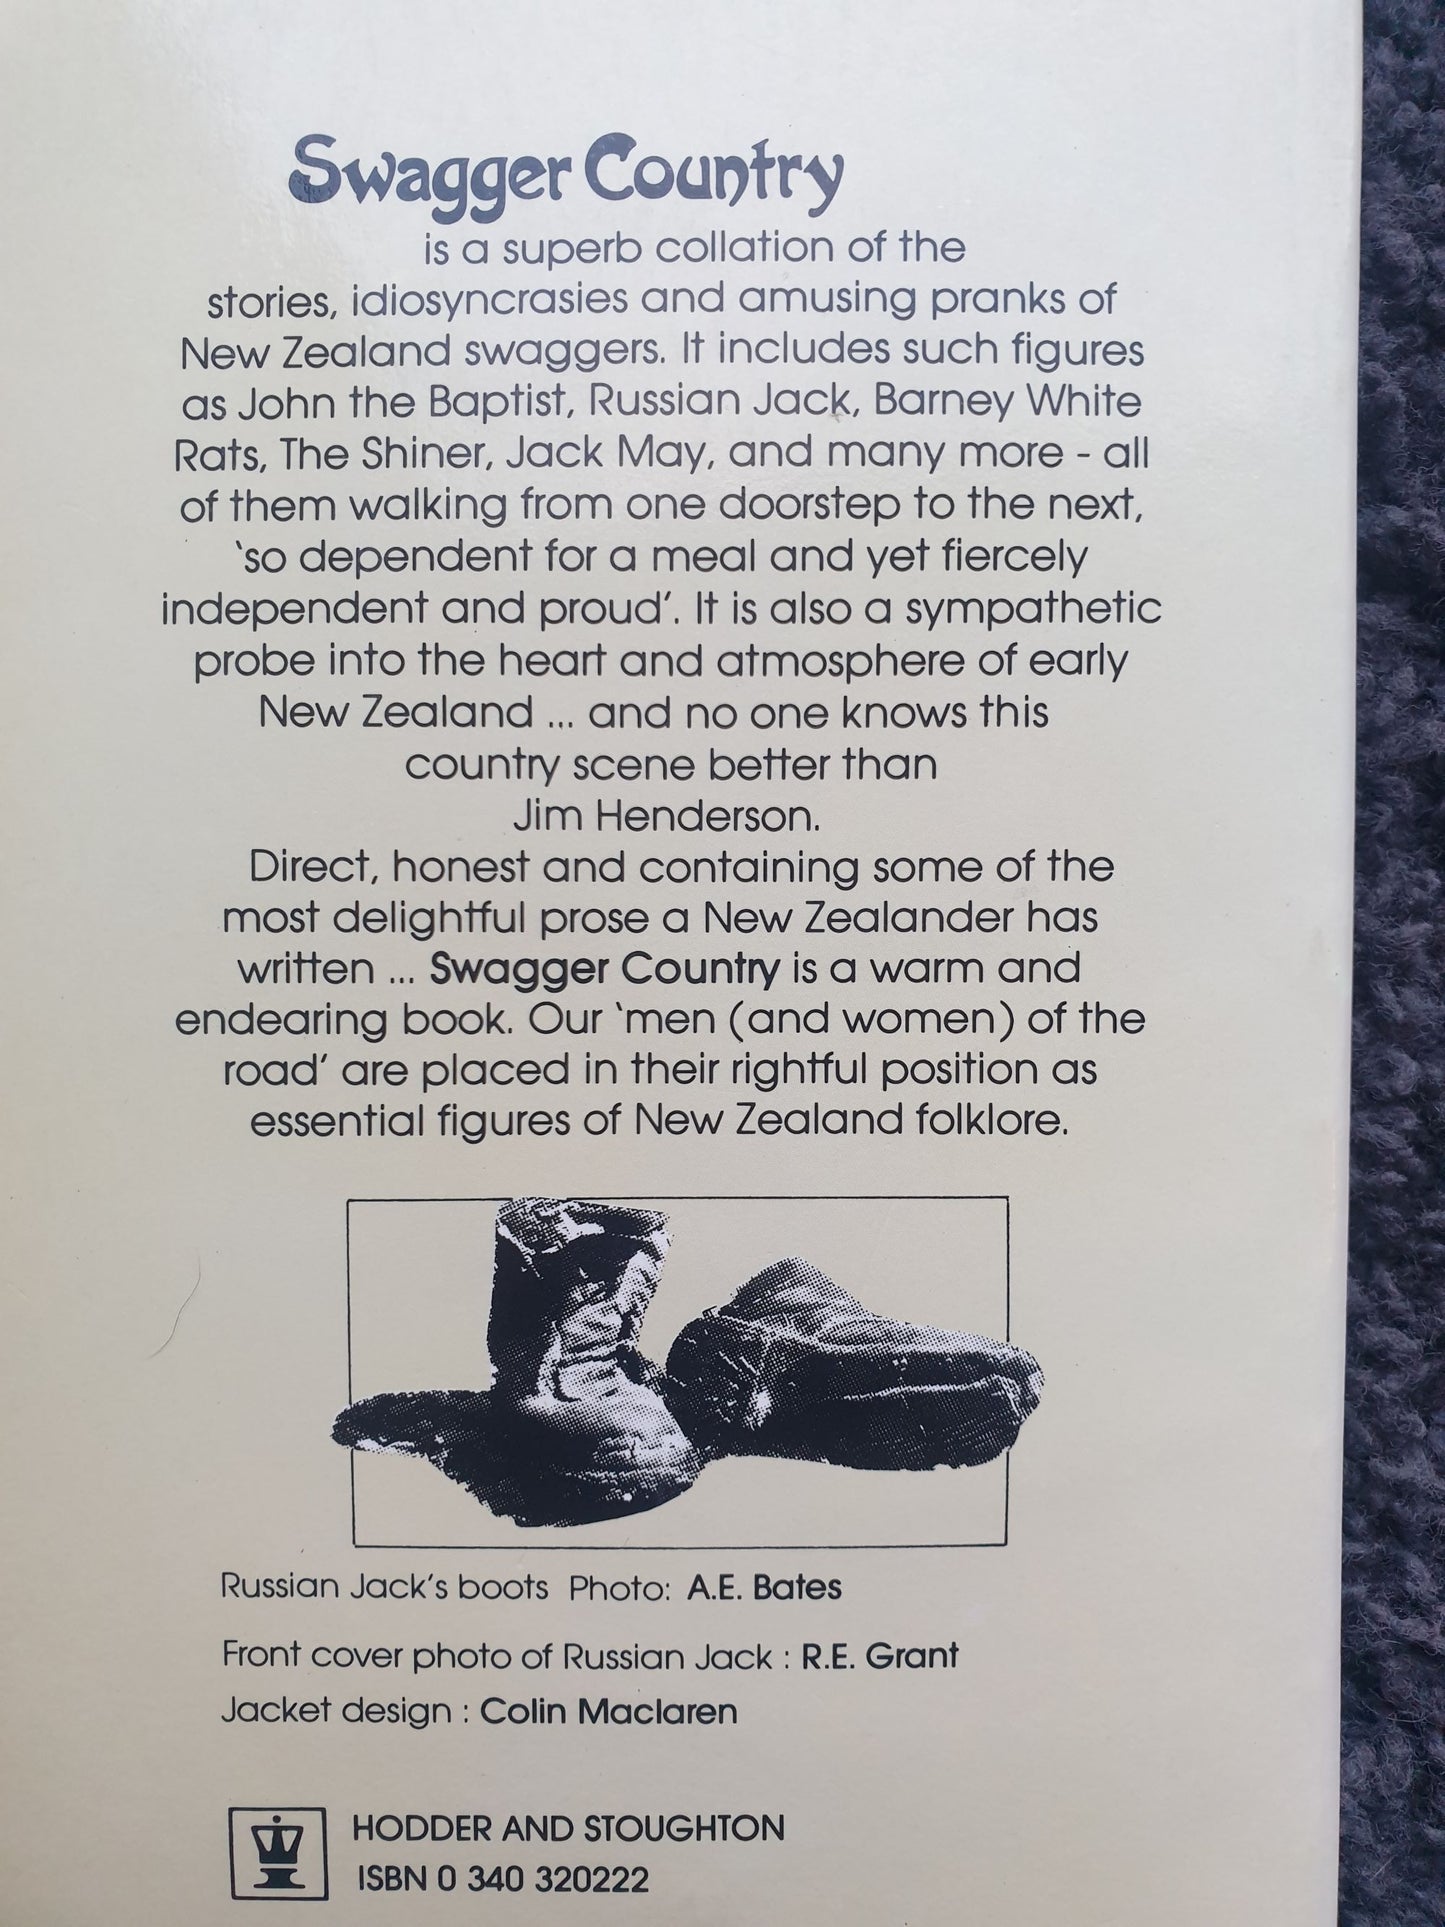 Swagger Country
is a superb collation of the
stories, idiosyncrasies and amusing pranks of
New Zealand swaggers. It includes such figures
as John the Baptist, Russian Jack, Barney White
Rats, The Shiner, Jack May, and many more - all
of them walking from one doorstep to the next,
‘so dependent for a meal and yet fiercely
independent and proud’. It is also a sympathetic
probe into the heart and atmosphere of early
New Zealand ... and no one knows this
country scene better than
Jim Henderson.
Direct, honest and containing some of the
most delightful prose a New Zealander has
written ... Swagger Country is a warm and
endearing book. Our ‘men (and women) of the
road’ are placed in their rightful position as
essential figures of New Zealand folklore.
Russian Jack’s boots Photo: A.E. Bates
Front cover photo of Russian Jack : R.E. Grant
Jacket design : Colin Maclaren
HODDER AND STOUGHTON
ISBN 0 340 320222